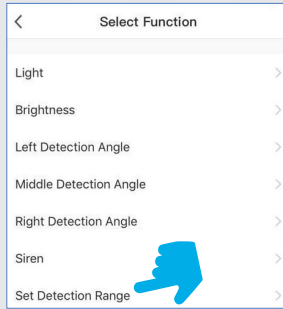 Select Function
Light
Brightness
Left Detection Angle
Middle Detection Angle
Right Detection Angle
Siren
Set Detection Range